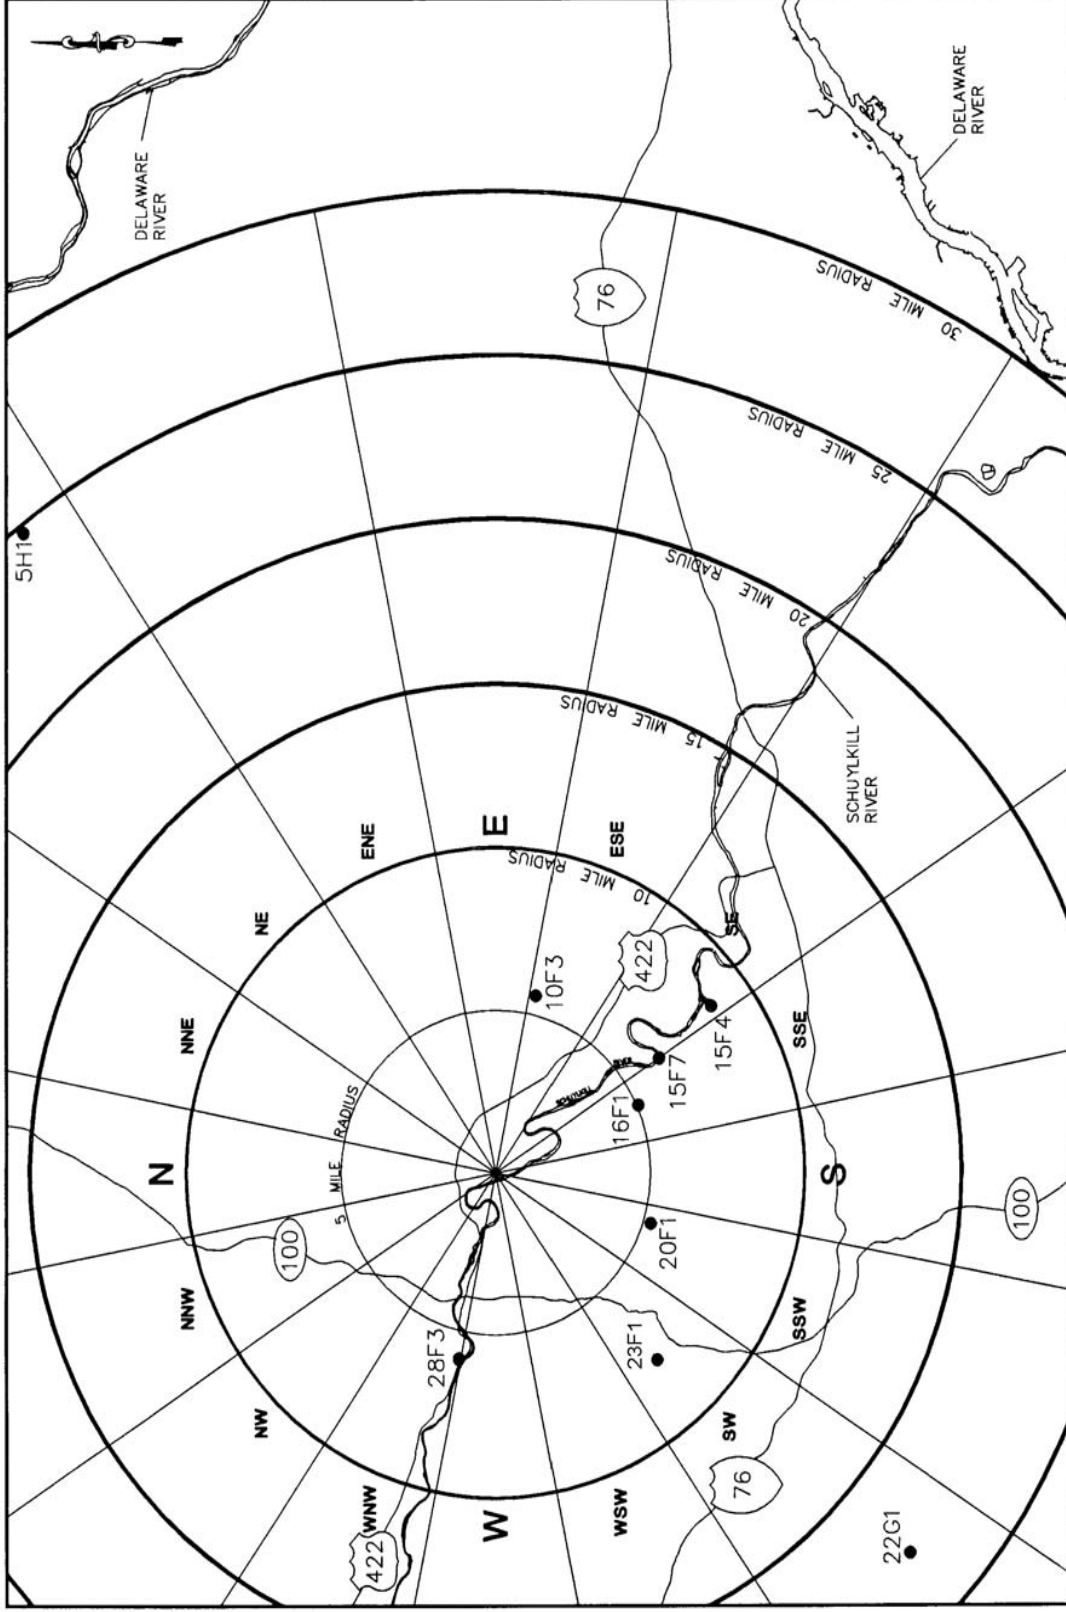 DELAWARE
RIVER
DELAWARE
RIVER
76
30 MILE RADIUS
25 MILE RADIUS
5H1
20 MILE RADIUS
15 MILE RADIUS
SCHUYLKILL
RIVER
ENE
E
ESE
10 MILE RADIUS
NE
SE
422
10F3
NNE
SSE
15F4
15F7
16F1
5 MILE RADIUS
N
S
20F1
100
100
NNW
SSW
28F3
23F1
NW
SW
WNW
W
WSW
76
422
22G1